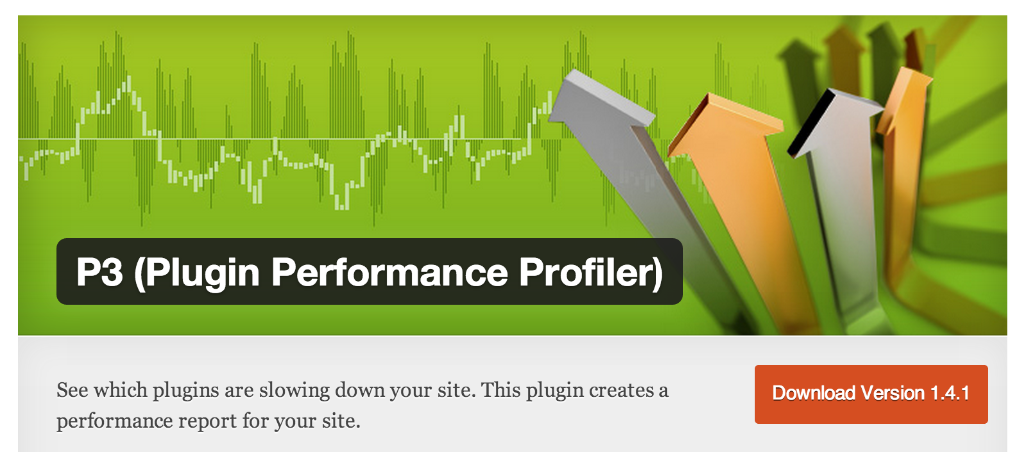 P3 (Plugin Performance Profiler)
See which plugins are slowing down your site. This plugin creates a
performance report for your site.
Download Version 1.4.1